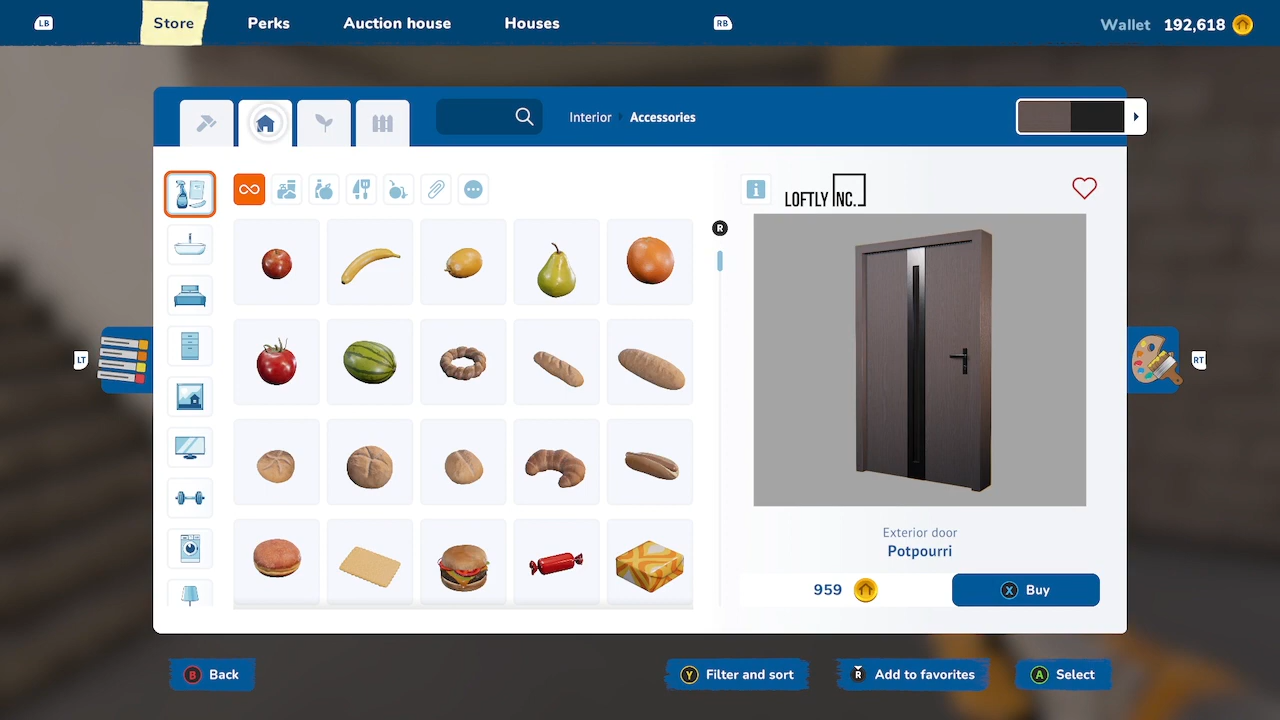 LB
Store
Perks
Auction house
Houses
RB
Wallet 192,618
Interior
Accessories
i
LOFTLY INC.
R
LT
RT
Exterior door
Potpourri
959
X Buy
B Back
Y Filter and sort
R Add to favorites
A Select